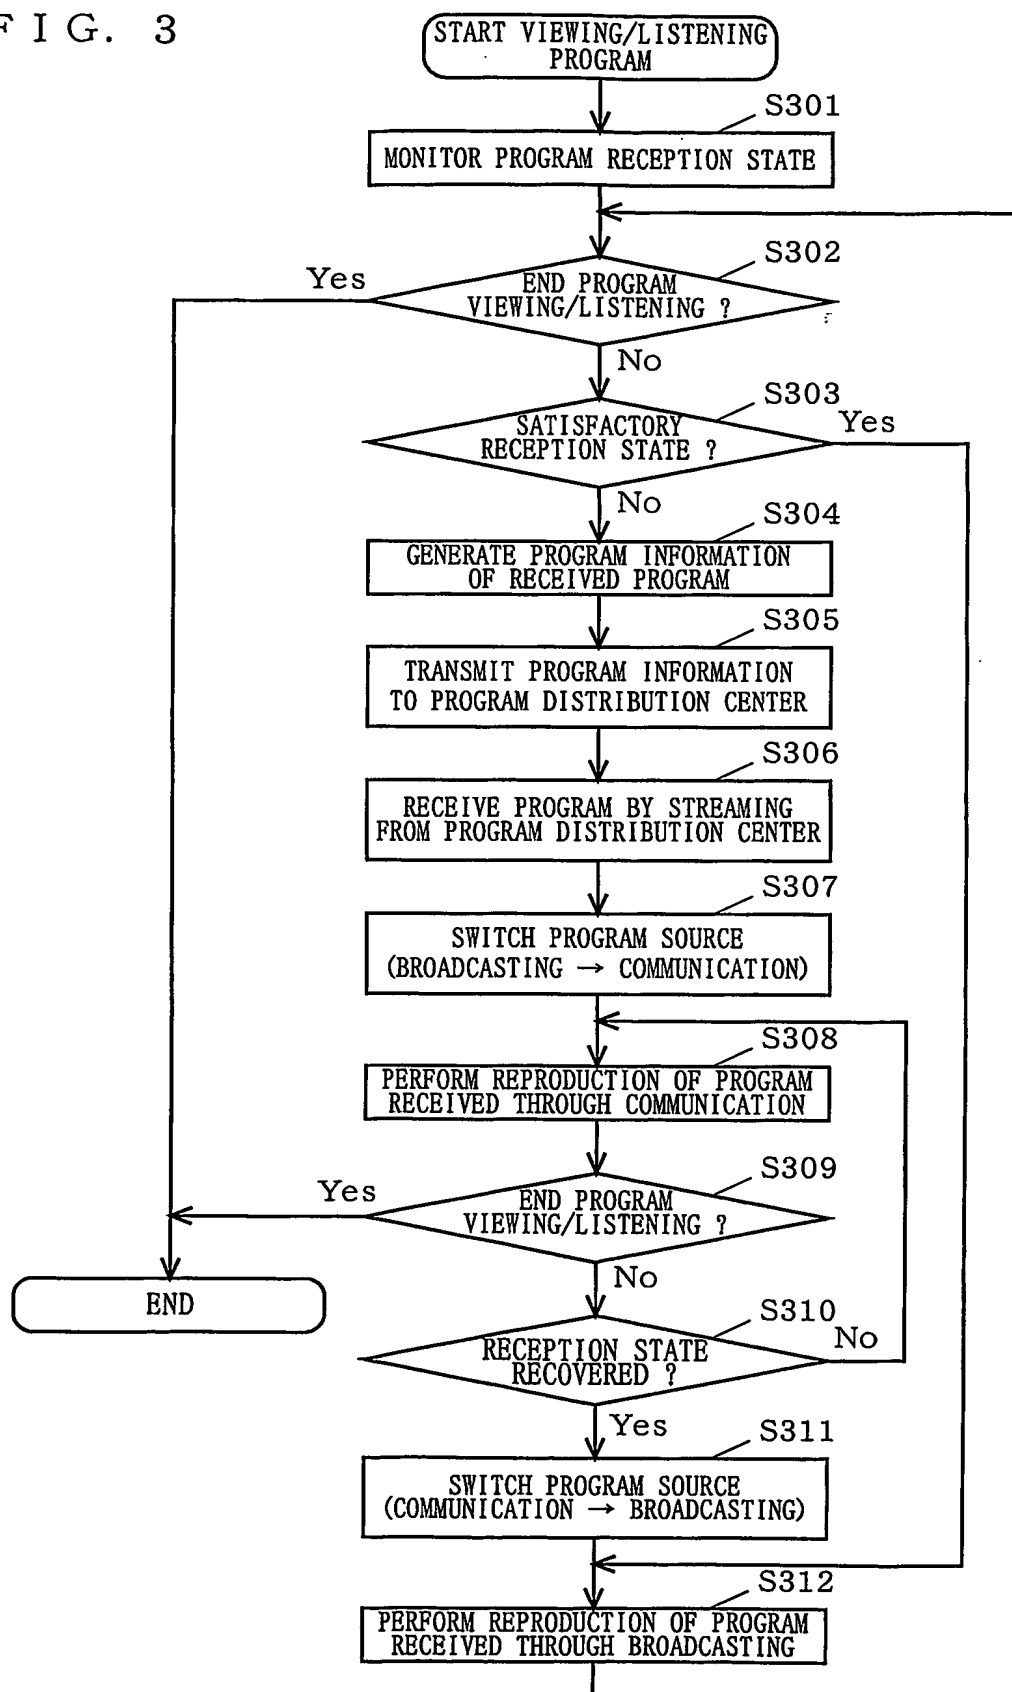 F I G. 3
START VIEWING/LISTENING
PROGRAM
S301
MONITOR PROGRAM RECEPTION STATE
S302
Yes
END PROGRAM
VIEWING/LISTENING ?
No
S303
Yes
SATISFACTORY
RECEPTION STATE ?
No
S304
GENERATE PROGRAM INFORMATION
OF RECEIVED PROGRAM
S305
TRANSMIT PROGRAM INFORMATION
TO PROGRAM DISTRIBUTION CENTER
S306
RECEIVE PROGRAM BY STREAMING
FROM PROGRAM DISTRIBUTION CENTER
S307
SWITCH PROGRAM SOURCE
(BROADCASTING → COMMUNICATION)
S308
PERFORM REPRODUCTION OF PROGRAM
RECEIVED THROUGH COMMUNICATION
S309
Yes
END PROGRAM
VIEWING/LISTENING ?
No
END
S310
No
RECEPTION STATE
RECOVERED ?
Yes
S311
SWITCH PROGRAM SOURCE
(COMMUNICATION → BROADCASTING)
S312
PERFORM REPRODUCTION OF PROGRAM
RECEIVED THROUGH BROADCASTING